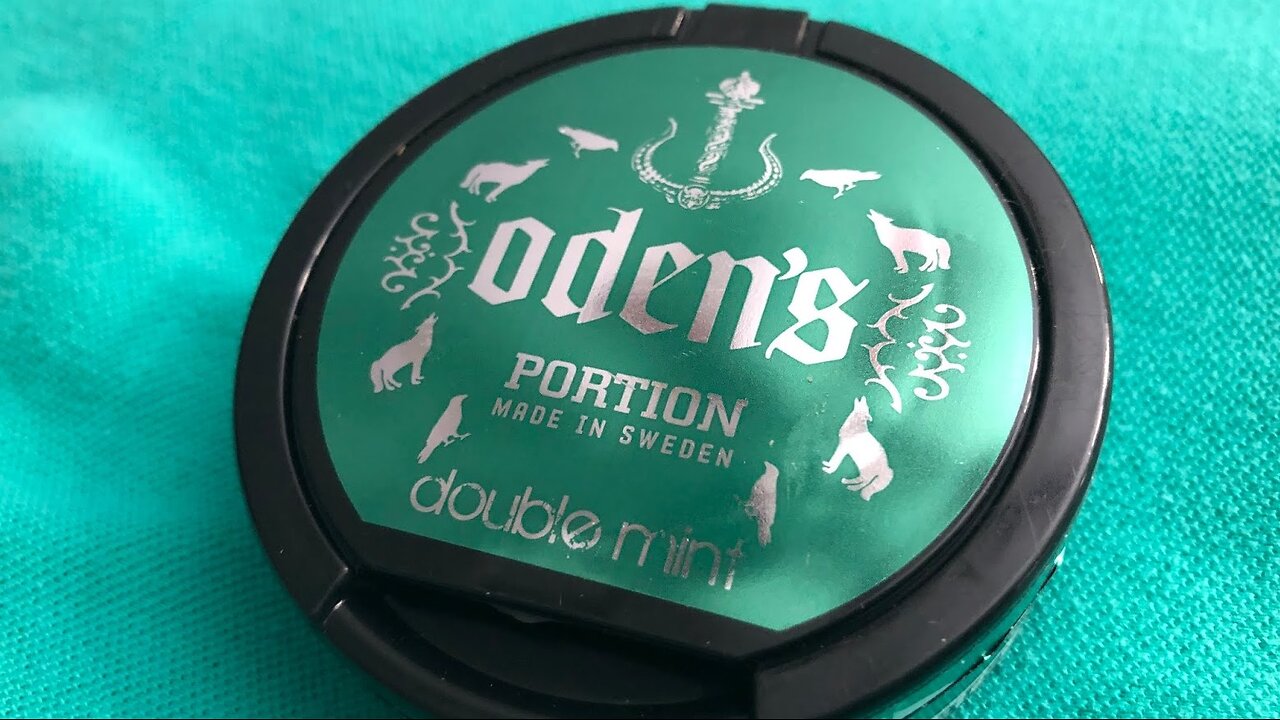 oden's
PORTION
MADE IN SWEDEN
double mint